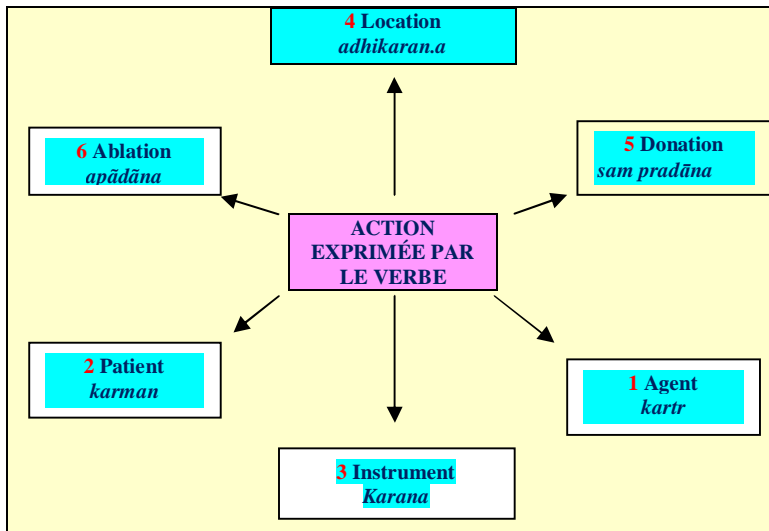 4 Location
adhikaran.a
6 Ablation
apãdãna
5 Donation
sam pradāna
ACTION
EXPRIMÉE PAR
LE VERBE
2 Patient
karman
1 Agent
kartr
3 Instrument
Karana